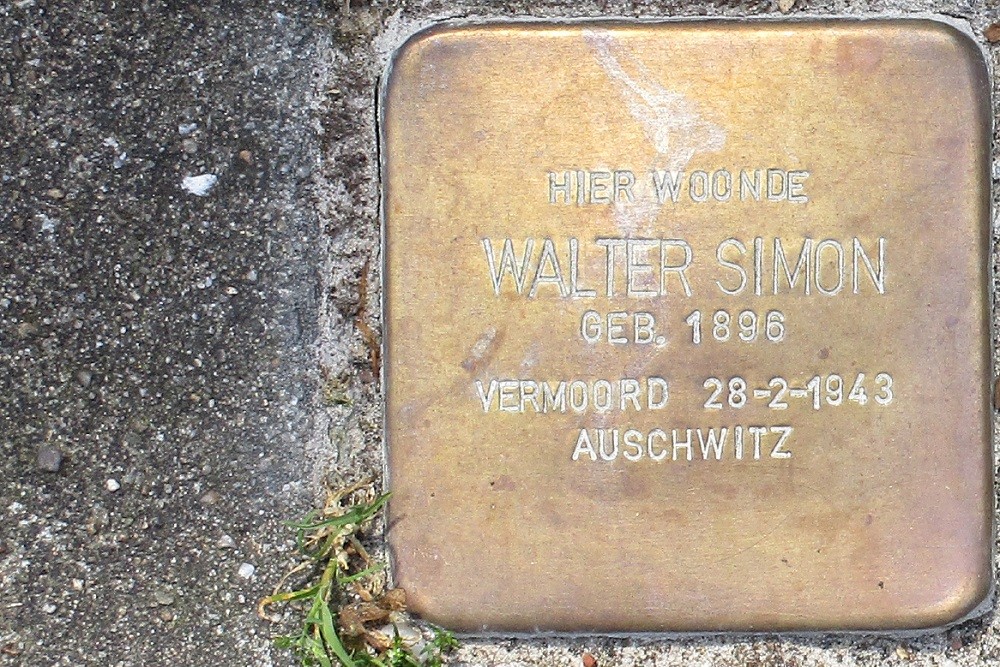 HIER WOONDE
WALTER SIMON
GEB. 1896
VERMOORD 28-2-1943
AUSCHWITZ